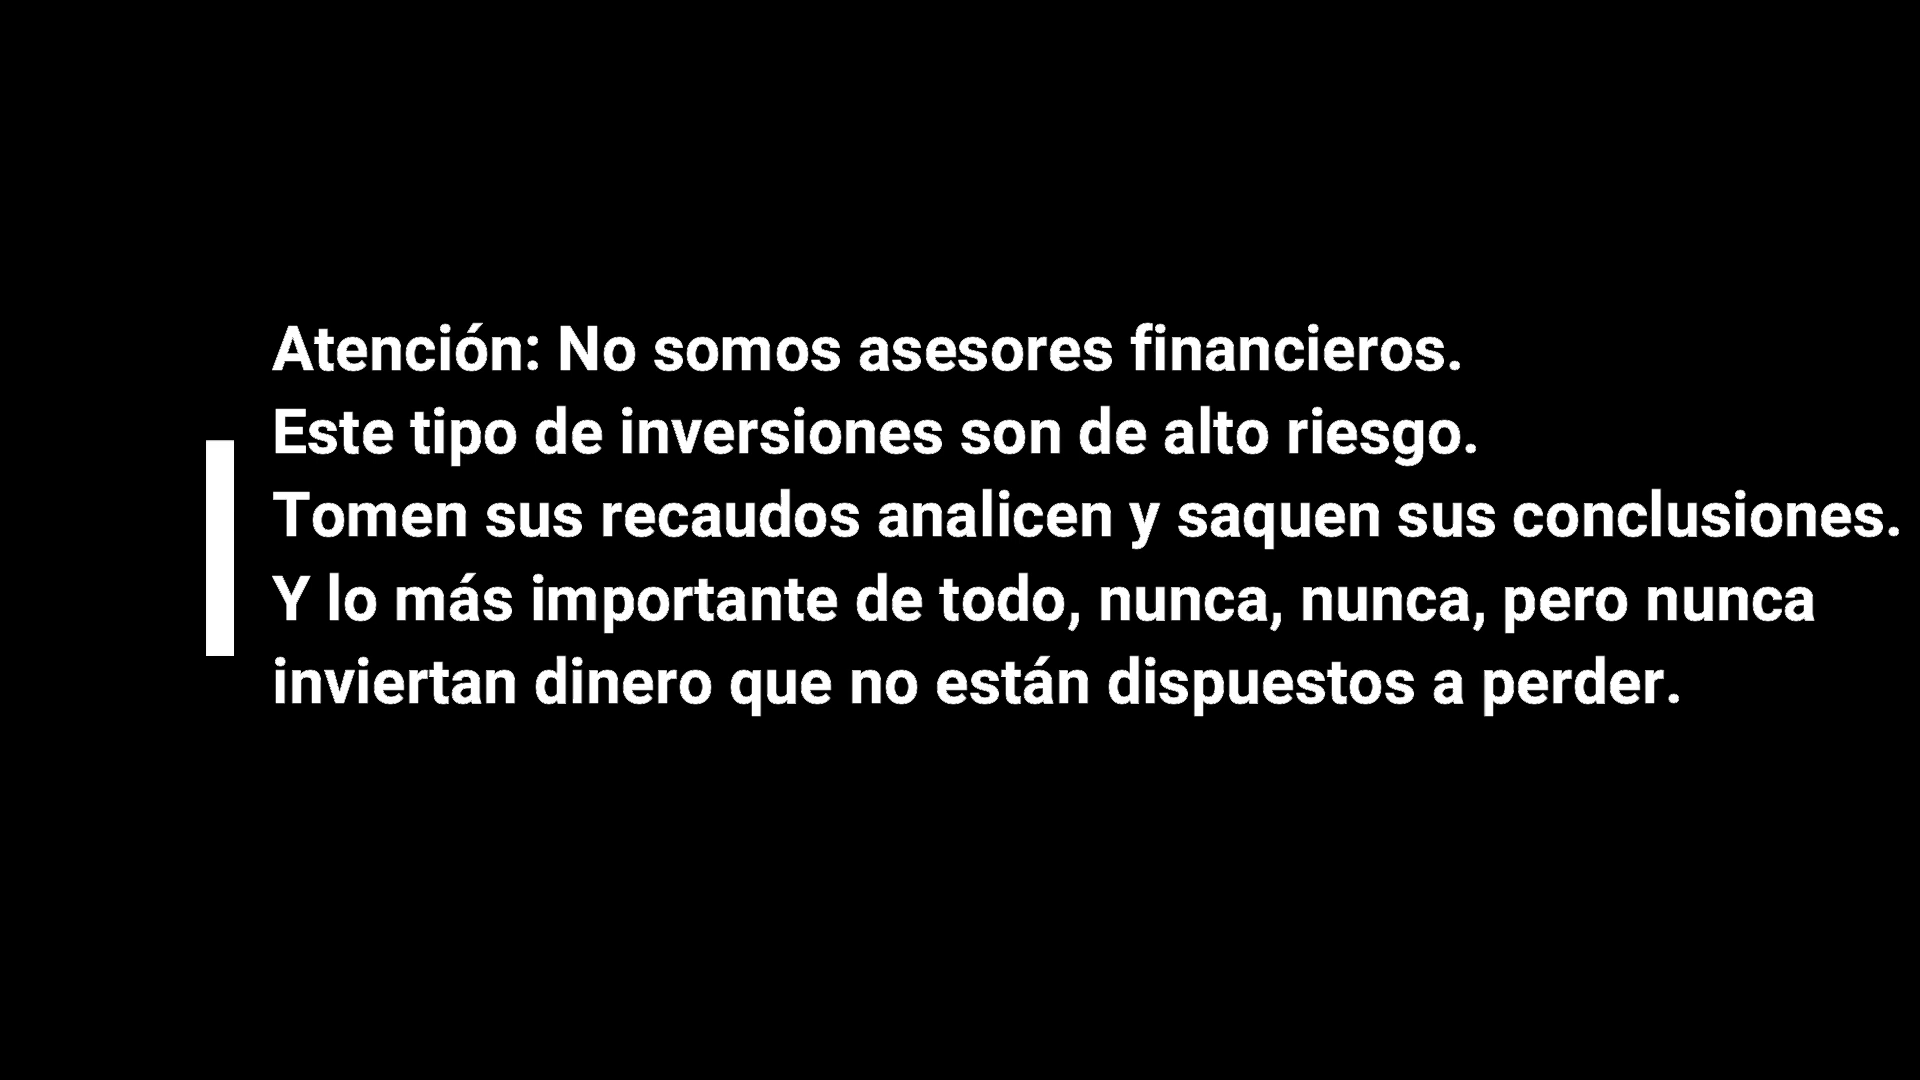 Atención: No somos asesores financieros.
Este tipo de inversiones son de alto riesgo.
Tomen sus recaudos analicen y saquen sus conclusiones.
Y lo más importante de todo, nunca, nunca, pero nunca
inviertan dinero que no están dispuestos a perder.